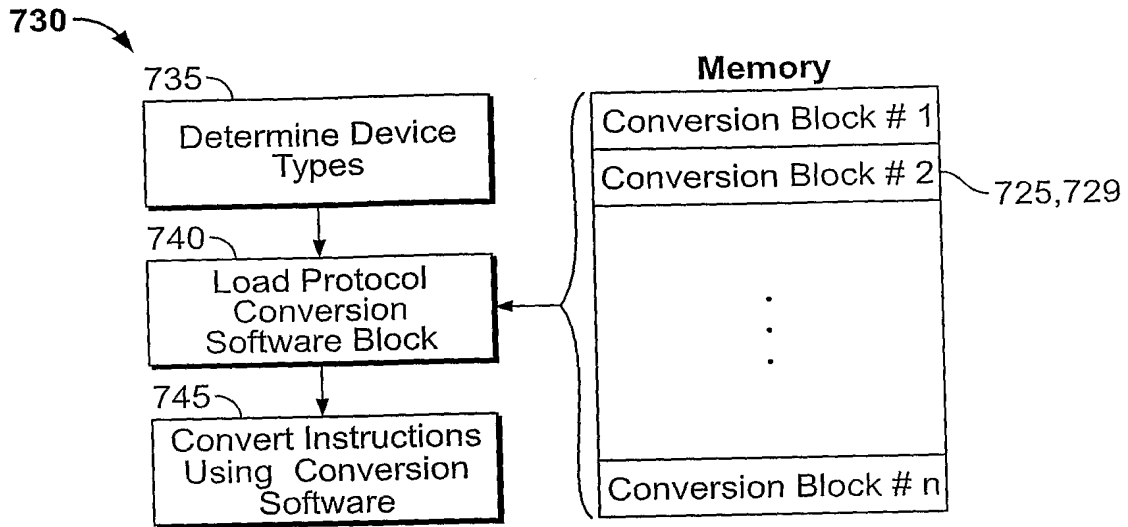 730
735
Determine Device
Types
740
Load Protocol
Conversion
Software Block
745
Convert Instructions
Using Conversion
Software
Memory
Conversion Block # 1
Conversion Block # 2
725,729
Conversion Block # n